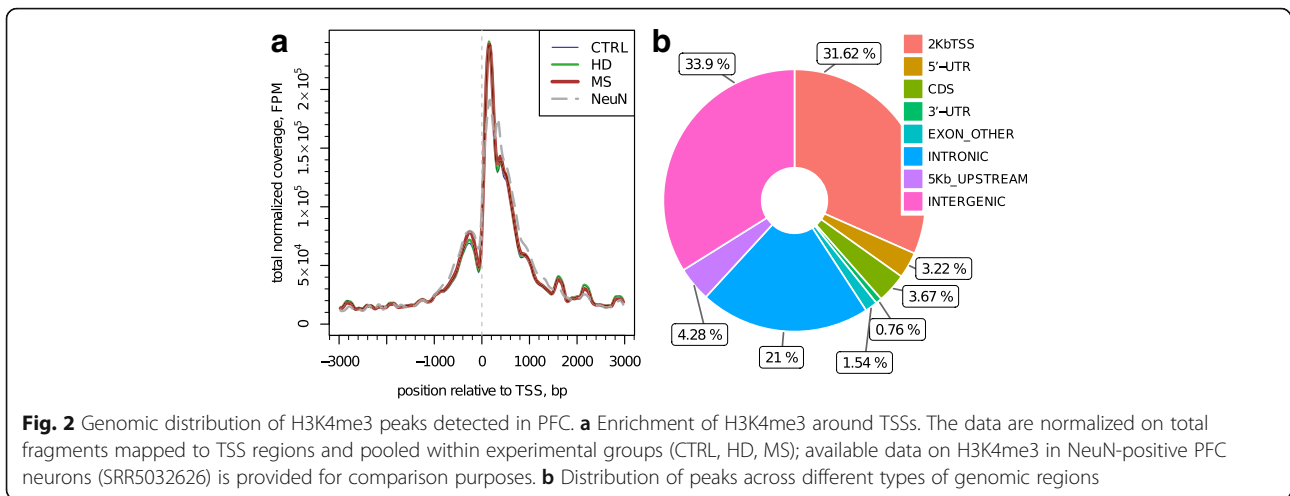 a
total normalized coverage, FPM
0
5×10⁴
1×10⁵
1.5×10⁵
2×10⁵
CTRL
HD
MS
NeuN
−3000
−1000
0
1000
2000
3000
position relative to TSS, bp
b
33.9 %
31.62 %
3.22 %
3.67 %
0.76 %
1.54 %
21 %
4.28 %
2KbTSS
5'−UTR
CDS
3'−UTR
EXON_OTHER
INTRONIC
5Kb_UPSTREAM
INTERGENIC
Fig. 2 Genomic distribution of H3K4me3 peaks detected in PFC. a Enrichment of H3K4me3 around TSSs. The data are normalized on total
fragments mapped to TSS regions and pooled within experimental groups (CTRL, HD, MS); available data on H3K4me3 in NeuN-positive PFC
neurons (SRR5032626) is provided for comparison purposes. b Distribution of peaks across different types of genomic regions